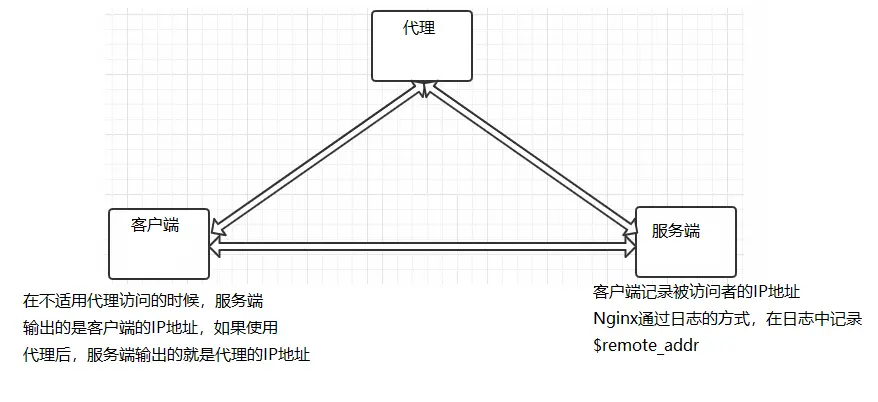 代理
客户端
服务端
在不适用代理访问的时候，服务端
输出的是客户端的IP地址，如果使用
代理后，服务端输出的就是代理的IP地址
客户端记录被访问者的IP地址
Nginx通过日志的方式，在日志中记录
$remote_addr